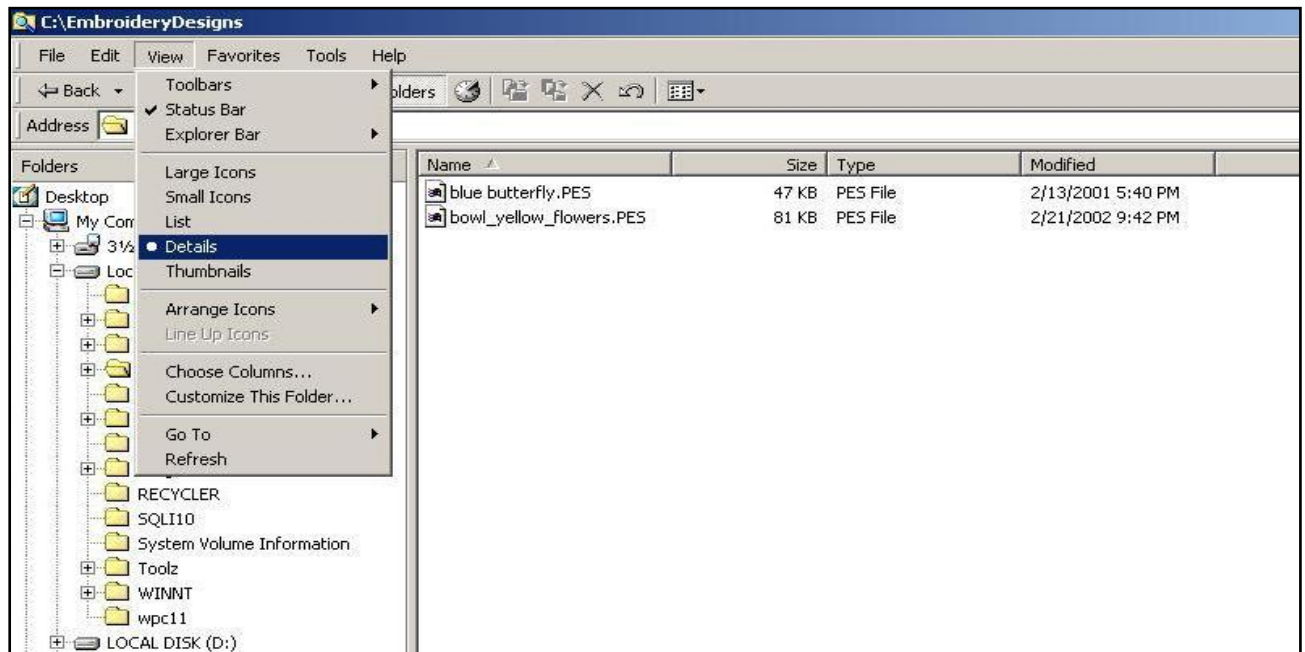 C:\EmbroideryDesigns
File Edit View Favorites Tools Help
Back
Address
Toolbars
Status Bar
Explorer Bar
Large Icons
Small Icons
List
Details
Thumbnails
Arrange Icons
Line Up Icons
Choose Columns...
Customize This Folder...
Go To
Refresh
Folders
Desktop
My Com
3½
Loc
RECYCLER
SQLI10
System Volume Information
Toolz
WINNT
wpc11
LOCAL DISK (D:)
Name Size Type Modified
blue butterfly.PES 47 KB PES File 2/13/2001 5:40 PM
bowl_yellow_flowers.PES 81 KB PES File 2/21/2002 9:42 PM